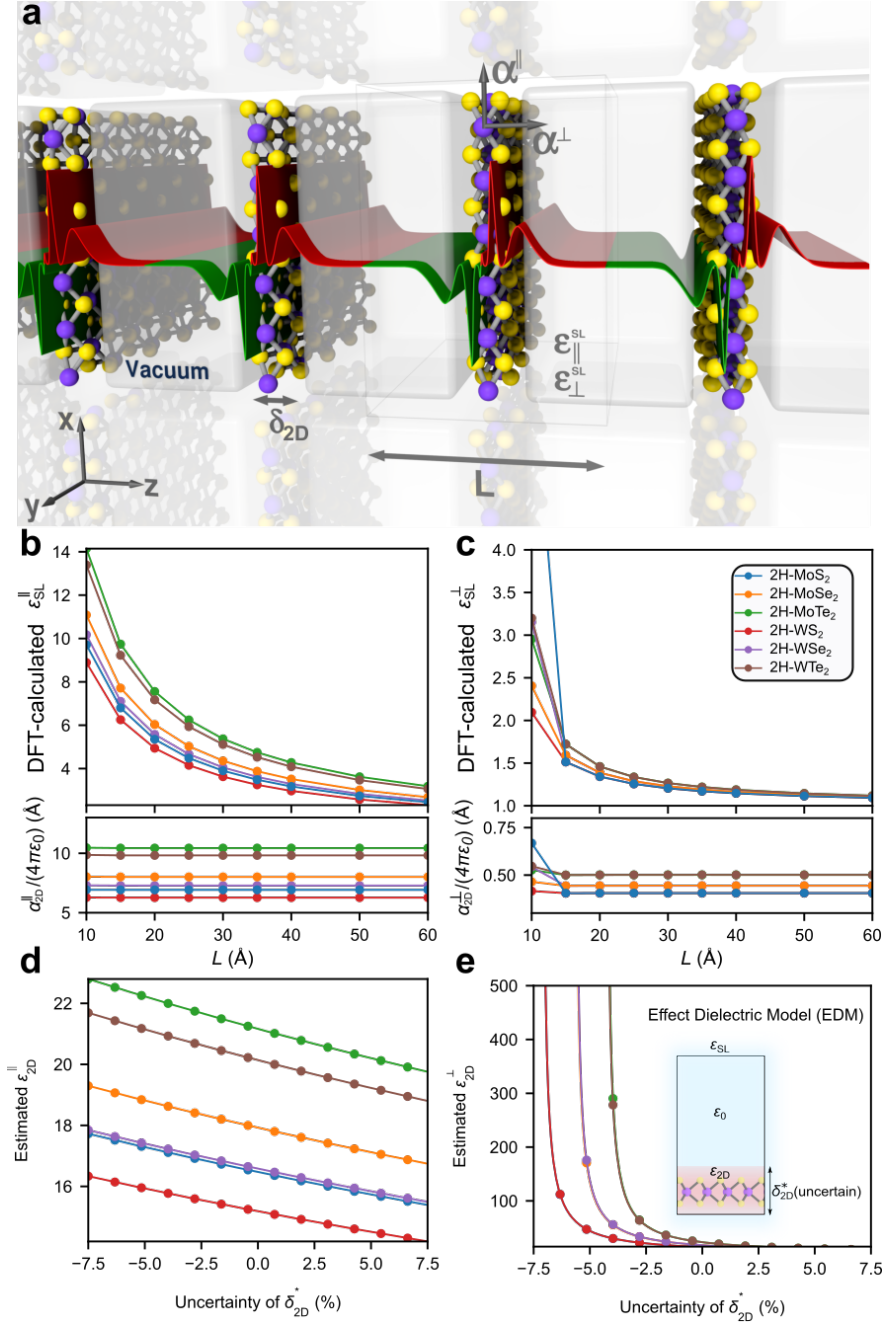 a
α∥
α⊥
Vacuum
ε∥SL
ε⊥SL
δ2D
L
x
y
z
b
DFT-calculated ε∥SL
14
12
10
8
6
4
α∥2D/(4πε0) (Å)
10
5
10 20 30 40 50 60
L (Å)
c
DFT-calculated ε⊥SL
4.0
3.5
3.0
2.5
2.0
1.5
1.0
2H-MoS2
2H-MoSe2
2H-MoTe2
2H-WS2
2H-WSe2
2H-WTe2
α⊥2D/(4πε0) (Å)
0.75
0.50
10 20 30 40 50 60
L (Å)
d
Estimated ε∥2D
22
20
18
16
−7.5 −5.0 −2.5 0.0 2.5 5.0 7.5
Uncertainty of δ*2D (%)
e
Estimated ε⊥2D
500
400
300
200
100
Effect Dielectric Model (EDM)
εSL
ε0
ε2D
δ*2D(uncertain)
−7.5 −5.0 −2.5 0.0 2.5 5.0 7.5
Uncertainty of δ*2D (%)